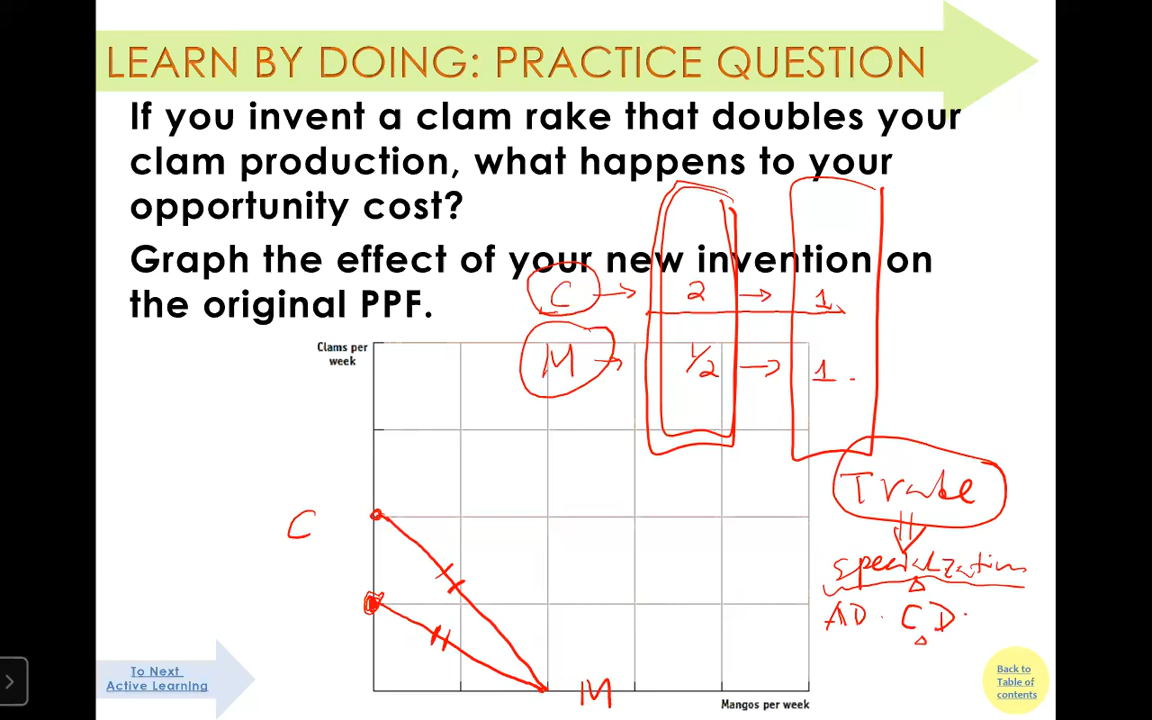 LEARN BY DOING: PRACTICE QUESTION
If you invent a clam rake that doubles your
clam production, what happens to your
opportunity cost?
Graph the effect of your new invention on
the original PPF.
C → 2 → 1.
M → 1/2 → 1.
Clams per
week
Trade
specialization
AD. CD.
C
M
Mangos per week
To Next
Active Learning
Back to
Table of
contents